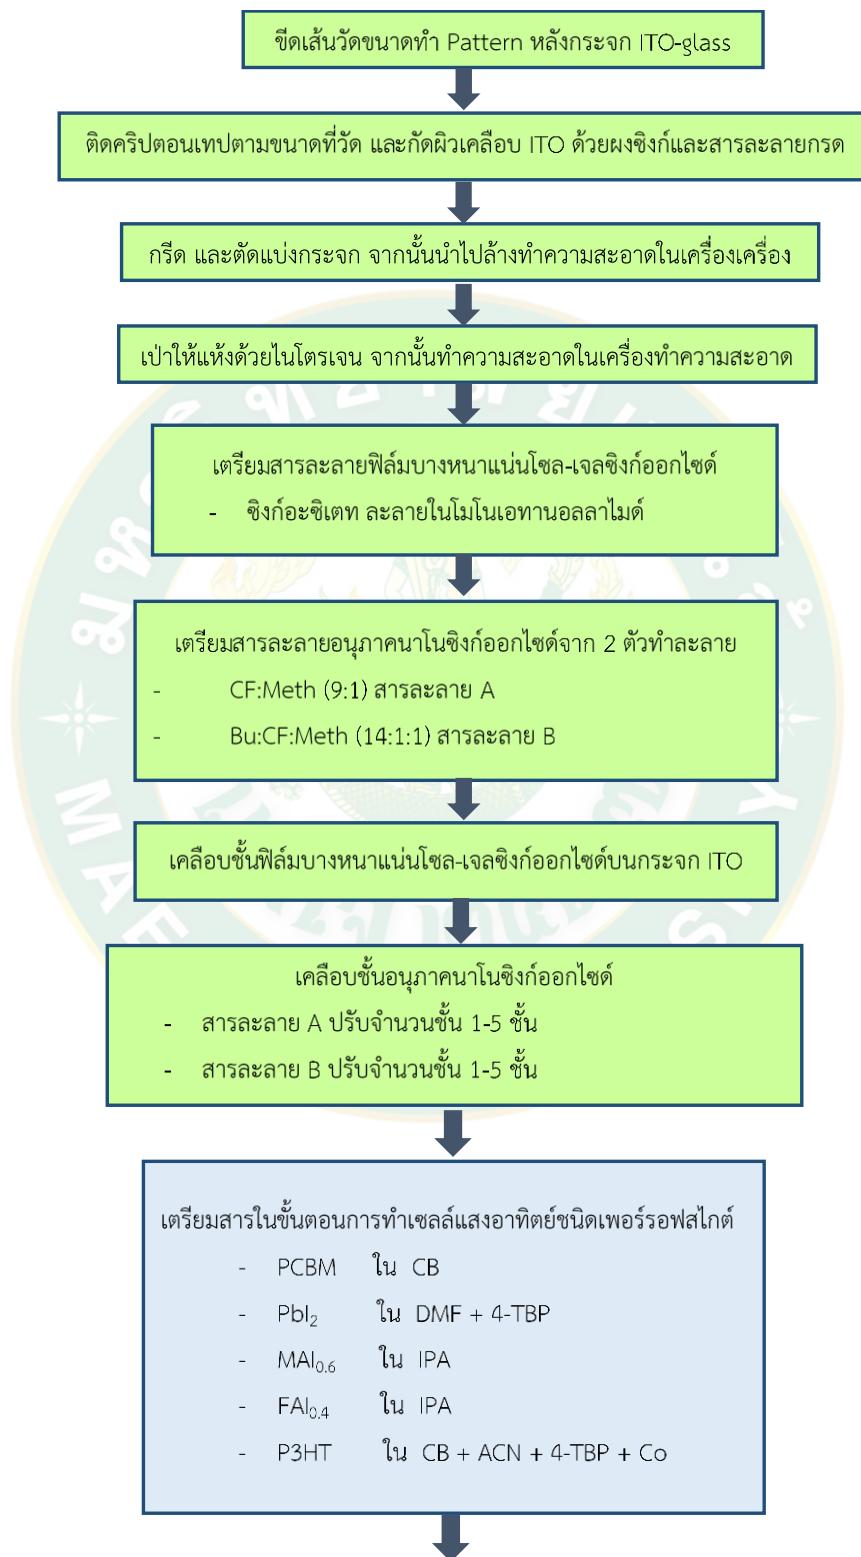 ขีดเส้นวัดขนาดทำ Pattern หลังกระจก ITO-glass
ติดคริปตอนเทปตามขนาดที่วัด และกัดผิวเคลือบ ITO ด้วยผงซิงก์และสารละลายกรด
กรีด และตัดแบ่งกระจก จากนั้นนำไปล้างทำความสะอาดในเครื่องเครื่อง
เป่าให้แห้งด้วยไนโตรเจน จากนั้นทำความสะอาดในเครื่องทำความสะอาด
เตรียมสารละลายฟิล์มบางหนาแน่นโซล-เจลซิงก์ออกไซด์
- ซิงก์อะซิเตท ละลายในโมโนเอทานอลลาไมด์
เตรียมสารละลายอนุภาคนาโนซิงก์ออกไซด์จาก 2 ตัวทำละลาย
- CF:Meth (9:1) สารละลาย A
- Bu:CF:Meth (14:1:1) สารละลาย B
เคลือบชั้นฟิล์มบางหนาแน่นโซล-เจลซิงก์ออกไซด์บนกระจก ITO
เคลือบชั้นอนุภาคนาโนซิงก์ออกไซด์
- สารละลาย A ปรับจำนวนชั้น 1-5 ชั้น
- สารละลาย B ปรับจำนวนชั้น 1-5 ชั้น
เตรียมสารในขั้นตอนการทำเซลล์แสงอาทิตย์ชนิดเพอร์รอฟสไกต์
- PCBM ใน CB
- PbI₂ ใน DMF + 4-TBP
- MAI₀.₆ ใน IPA
- FAI₀.₄ ใน IPA
- P3HT ใน CB + ACN + 4-TBP + Co